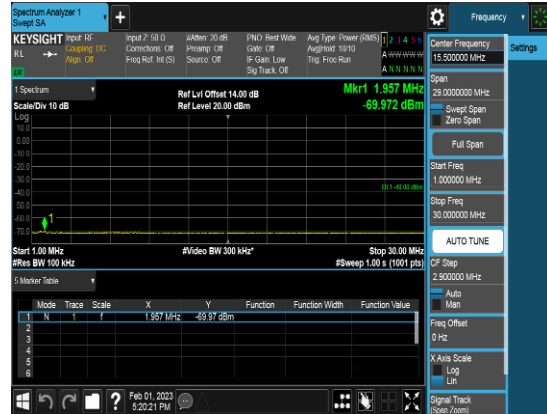 Spectrum Analyzer 1
Swept SA
Frequency
KEYSIGHT
RL
Input: RF
Coupling: DC
Align: Off
Input Z: 50 Ω
Corrections: Off
Freq Ref: Int (S)
#Atten: 20 dB
Preamp: Off
Source: Off
PNO: Best Wide
Gate: Off
IF Gain: Low
Sig Track: Off
Avg Type: Power (RMS)
Avg|Hold: 10/10
Trig: Free Run
1 2 3 4 5 6
A W W W W W
A N N N N N
LNI
1 Spectrum
Scale/Div 10 dB
Ref Lvl Offset 14.00 dB
Ref Level 20.00 dBm
Mkr1 1.957 MHz
-69.972 dBm
Log
10.0
0.00
-10.0
-20.0
-30.0
-40.0
-50.0
-60.0
-70.0
DL1 -40.00 dBm
1
Start 1.00 MHz
#Res BW 100 kHz
#Video BW 300 kHz*
Stop 30.00 MHz
#Sweep 1.00 s (1001 pts)
5 Marker Table
Mode Trace Scale X Y Function Function Width Function Value
1 N 1 f 1.957 MHz -69.97 dBm
2
3
4
5
6
Feb 01, 2023
5:20:21 PM
Center Frequency
15.500000 MHz
Settings
Span
29.0000000 MHz
Swept Span
Zero Span
Full Span
Start Freq
1.000000 MHz
Stop Freq
30.000000 MHz
AUTO TUNE
CF Step
2.900000 MHz
Auto
Man
Freq Offset
0 Hz
X Axis Scale
Log
Lin
Signal Track
(Span Zoom)